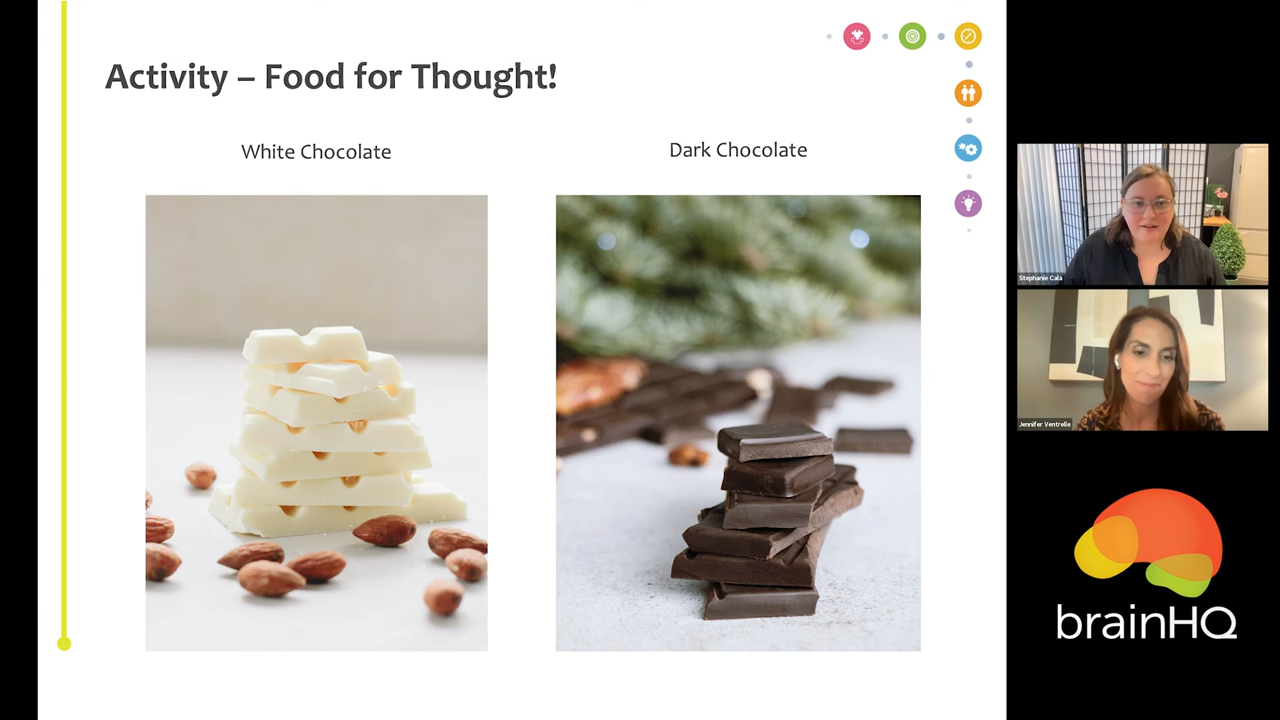 Activity – Food for Thought!
White Chocolate
Dark Chocolate
Stephanie Cala
Jennifer Ventrelle
brainHQ